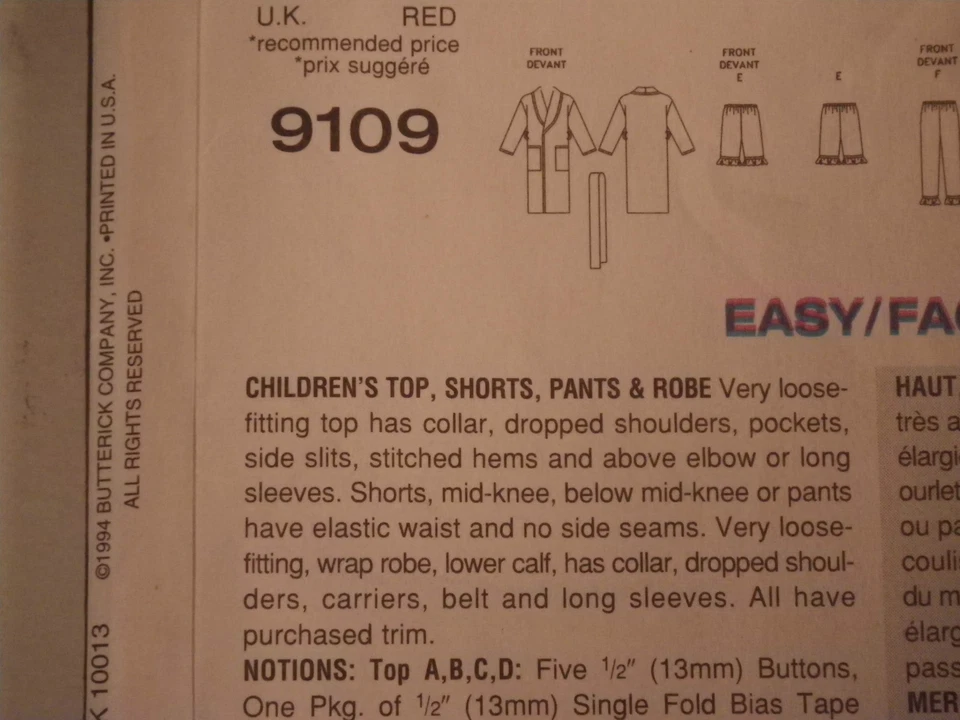 U.K. RED
*recommended price
*prix suggéré
9109
FRONT
DEVANT
FRONT
DEVANT
E
E
FRONT
DEVANT
F
EASY/FA
CHILDREN'S TOP, SHORTS, PANTS & ROBE Very loose-
fitting top has collar, dropped shoulders, pockets,
side slits, stitched hems and above elbow or long
sleeves. Shorts, mid-knee, below mid-knee or pants
have elastic waist and no side seams. Very loose-
fitting, wrap robe, lower calf, has collar, dropped shoul-
ders, carriers, belt and long sleeves. All have
purchased trim.
NOTIONS: Top A,B,C,D: Five 1/2" (13mm) Buttons,
One Pkg. of 1/2" (13mm) Single Fold Bias Tape
HAUT,
très a
élargi
ourlet
ou pa
couli
du m
élarg
pass
MER
K 10013 ©1994 BUTTERICK COMPANY, INC. •PRINTED IN U.S.A.
ALL RIGHTS RESERVED